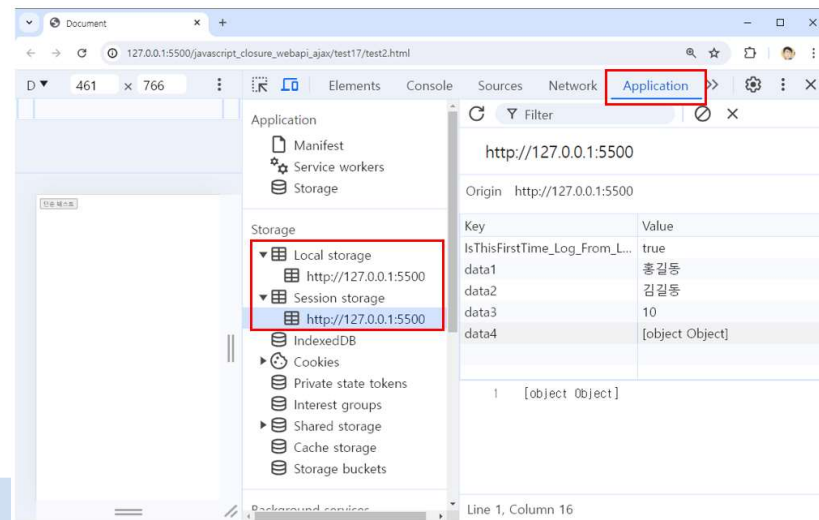 Document
127.0.0.1:5500/javascript_closure_webapi_ajax/test17/test2.html
D ▼ 461 × 766
Elements Console Sources Network Application
Application
Manifest
Service workers
Storage
Storage
Local storage
http://127.0.0.1:5500
Session storage
http://127.0.0.1:5500
IndexedDB
Cookies
Private state tokens
Interest groups
Shared storage
Cache storage
Storage buckets
Background services
Filter
http://127.0.0.1:5500
Origin http://127.0.0.1:5500
Key Value
IsThisFirstTime_Log_From_L... true
data1 홍길동
data2 김길동
data3 10
data4 [object Object]
1 [object Object]
Line 1, Column 16